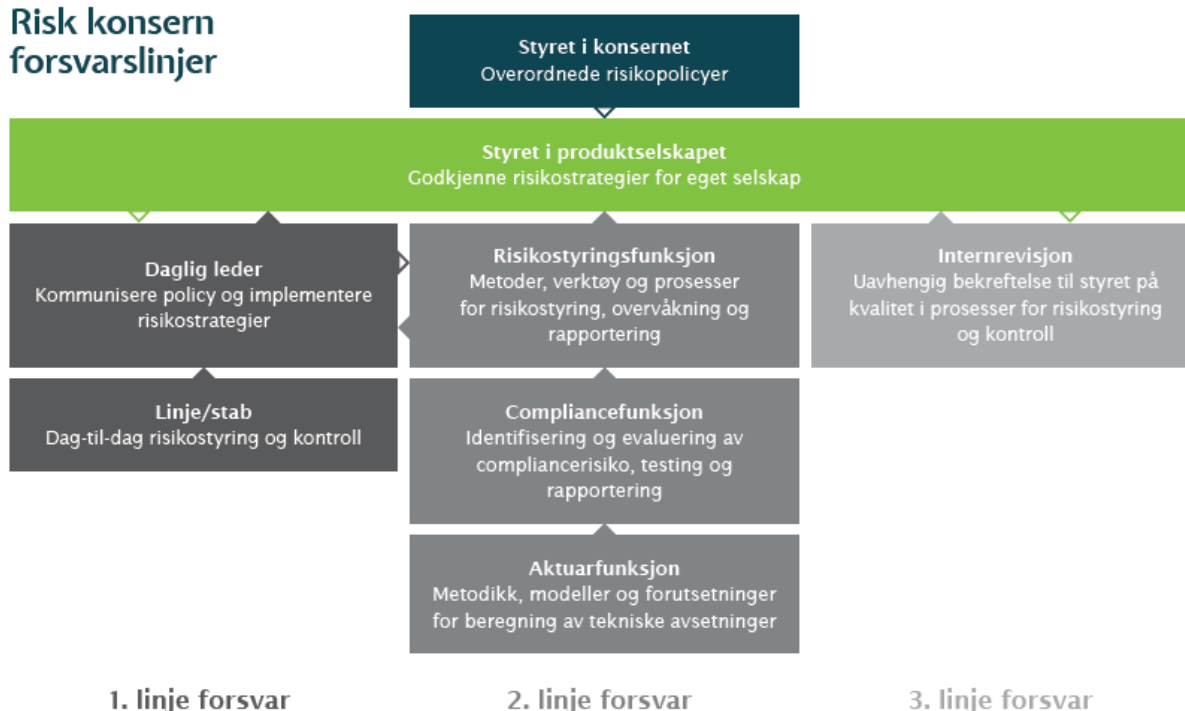 Risk konsern
forsvarslinjer
Styret i konsernet
Overordnede risikopolicyer
Styret i produktselskapet
Godkjenne risikostrategier for eget selskap
Daglig leder
Kommunisere policy og implementere
risikostrategier
Linje/stab
Dag-til-dag risikostyring og kontroll
Risikostyringsfunksjon
Metoder, verktøy og prosesser
for risikostyring, overvåkning og
rapportering
Compliancefunksjon
Identifisering og evaluering av
compliancerisiko, testing og
rapportering
Aktuarfunksjon
Metodikk, modeller og forutsetninger
for beregning av tekniske avsetninger
Internrevisjon
Uavhengig bekreftelse til styret på
kvalitet i prosesser for risikostyring
og kontroll
1. linje forsvar
2. linje forsvar
3. linje forsvar